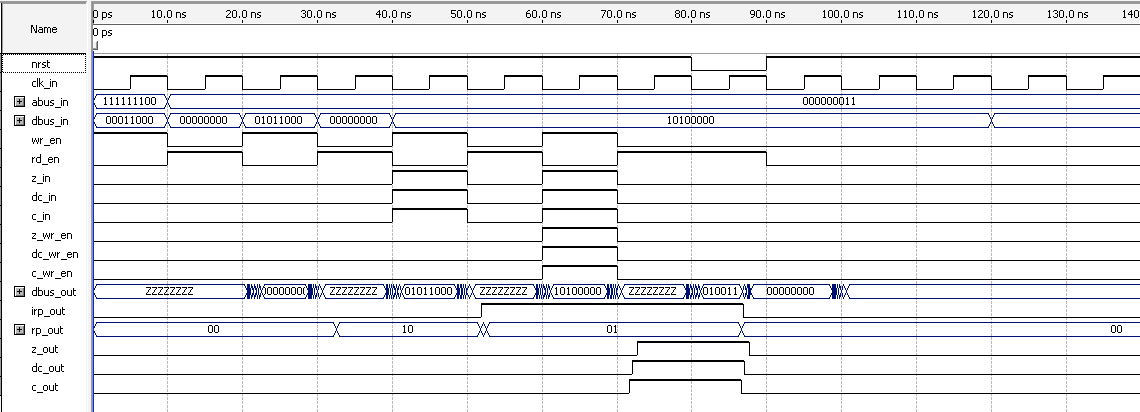 Name
0 ps 10.0 ns 20.0 ns 30.0 ns 40.0 ns 50.0 ns 60.0 ns 70.0 ns 80.0 ns 90.0 ns 100.0 ns 110.0 ns 120.0 ns 130.0 ns 140
0 ps
nrst
clk_in
abus_in 111111100 000000011
dbus_in 00011000 00000000 01011000 00000000 10100000
wr_en
rd_en
z_in
dc_in
c_in
z_wr_en
dc_wr_en
c_wr_en
dbus_out ZZZZZZZZ 0000000 ZZZZZZZZ 01011000 ZZZZZZZZ 10100000 ZZZZZZZZ 010011 00000000
irp_out
rp_out 00 10 01 00
z_out
dc_out
c_out